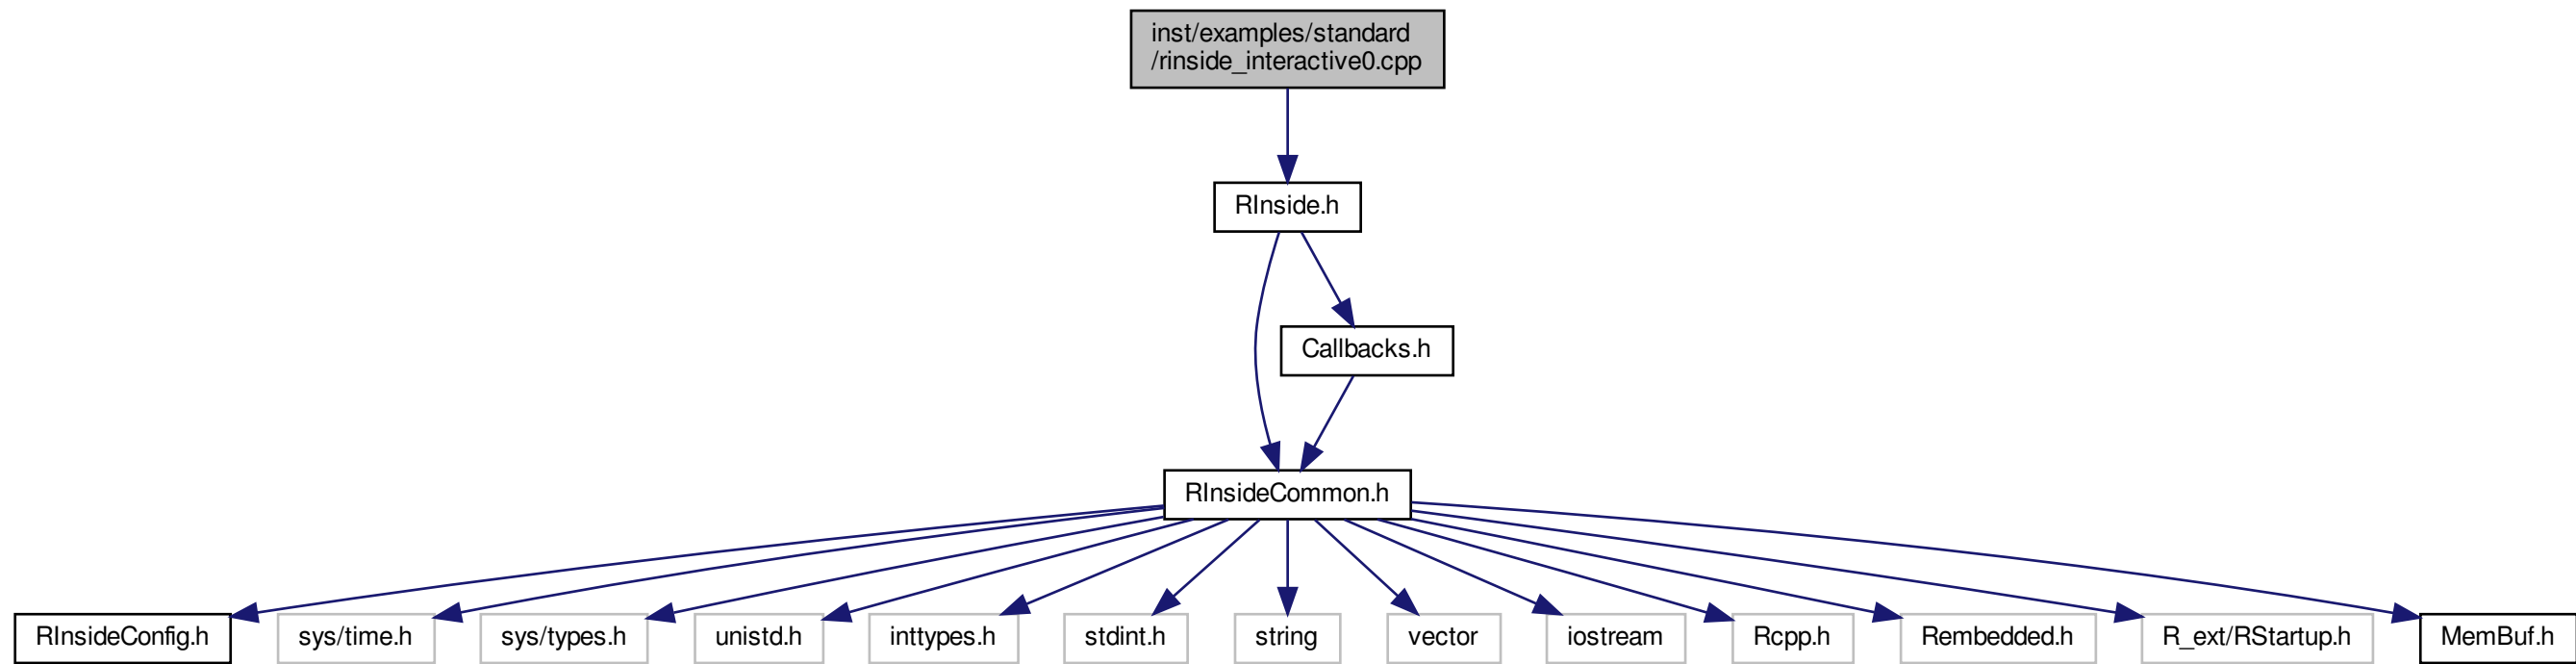 inst/examples/standard
/rinside_interactive0.cpp
RInside.h
Callbacks.h
RInsideCommon.h
RInsideConfig.h
sys/time.h
sys/types.h
unistd.h
inttypes.h
stdint.h
string
vector
iostream
Rcpp.h
Rembedded.h
R_ext/RStartup.h
MemBuf.h